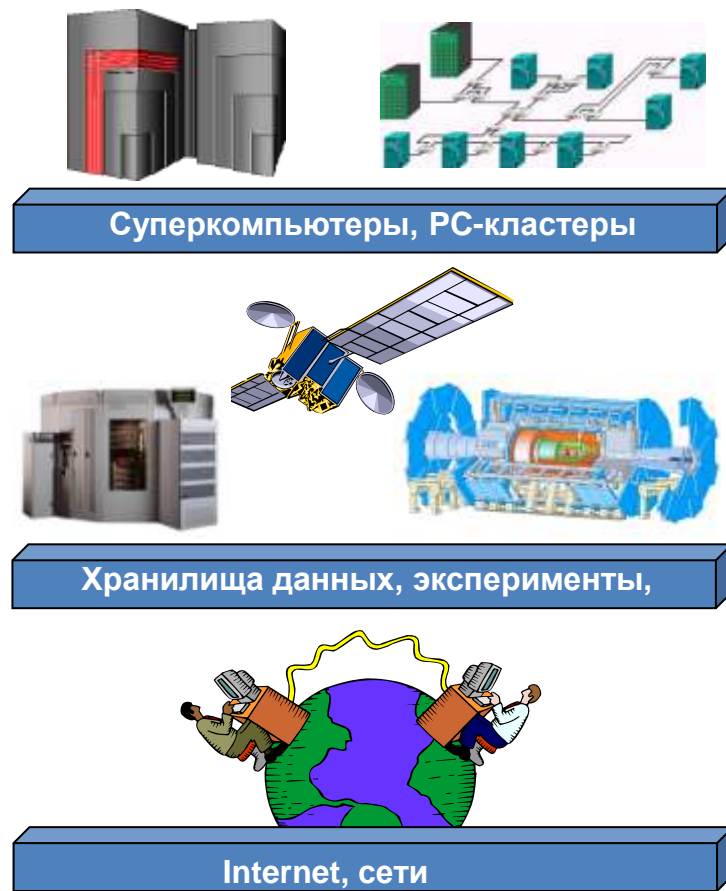 Суперкомпьютеры, PC-кластеры
Хранилища данных, эксперименты,
Internet, сети